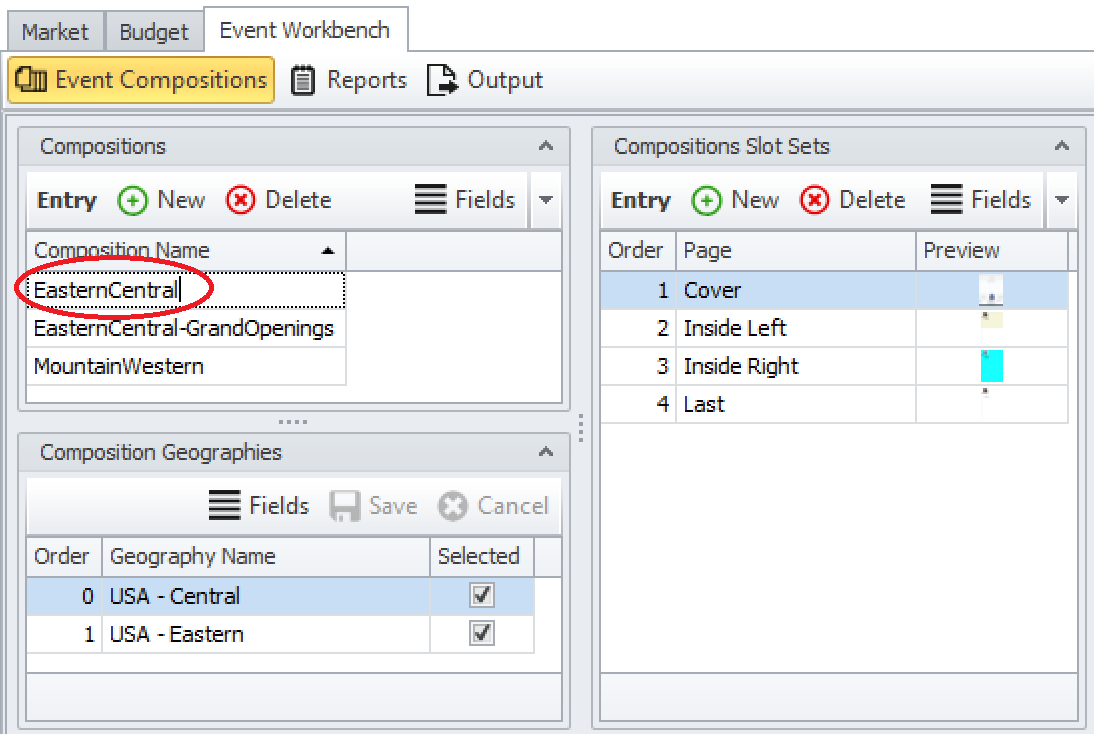 Market Budget Event Workbench
Event Compositions Reports Output
Compositions
Entry New Delete Fields
Composition Name
EasternCentral
EasternCentral-GrandOpenings
MountainWestern
Composition Geographies
Fields Save Cancel
Order Geography Name Selected
0 USA - Central
1 USA - Eastern
Compositions Slot Sets
Entry New Delete Fields
Order Page Preview
1 Cover
2 Inside Left
3 Inside Right
4 Last